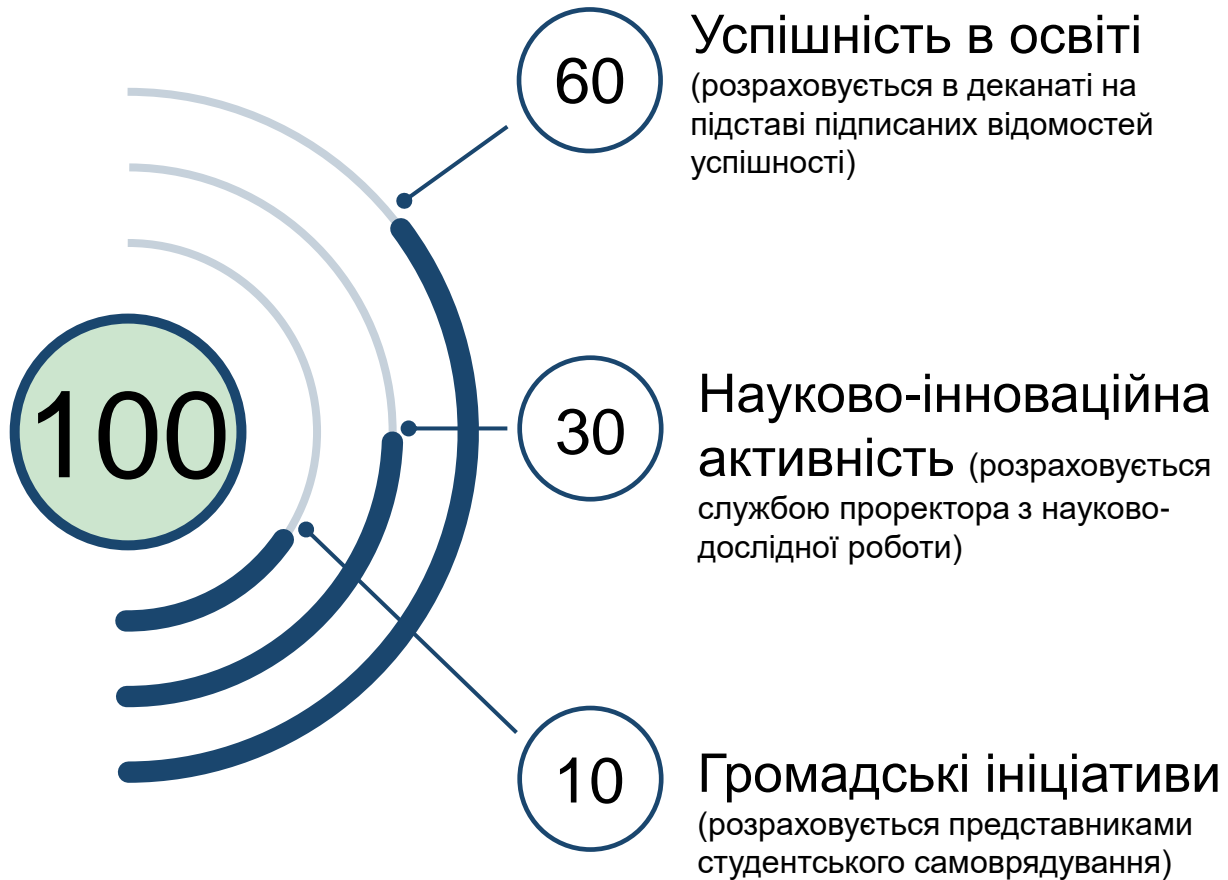 60
Успішність в освіті
(розраховується в деканаті на
підставі підписаних відомостей
успішності)
100
30
Науково-інноваційна
активність (розраховується
службою проректора з науково-
дослідної роботи)
10
Громадські ініціативи
(розраховується представниками
студентського самоврядування)